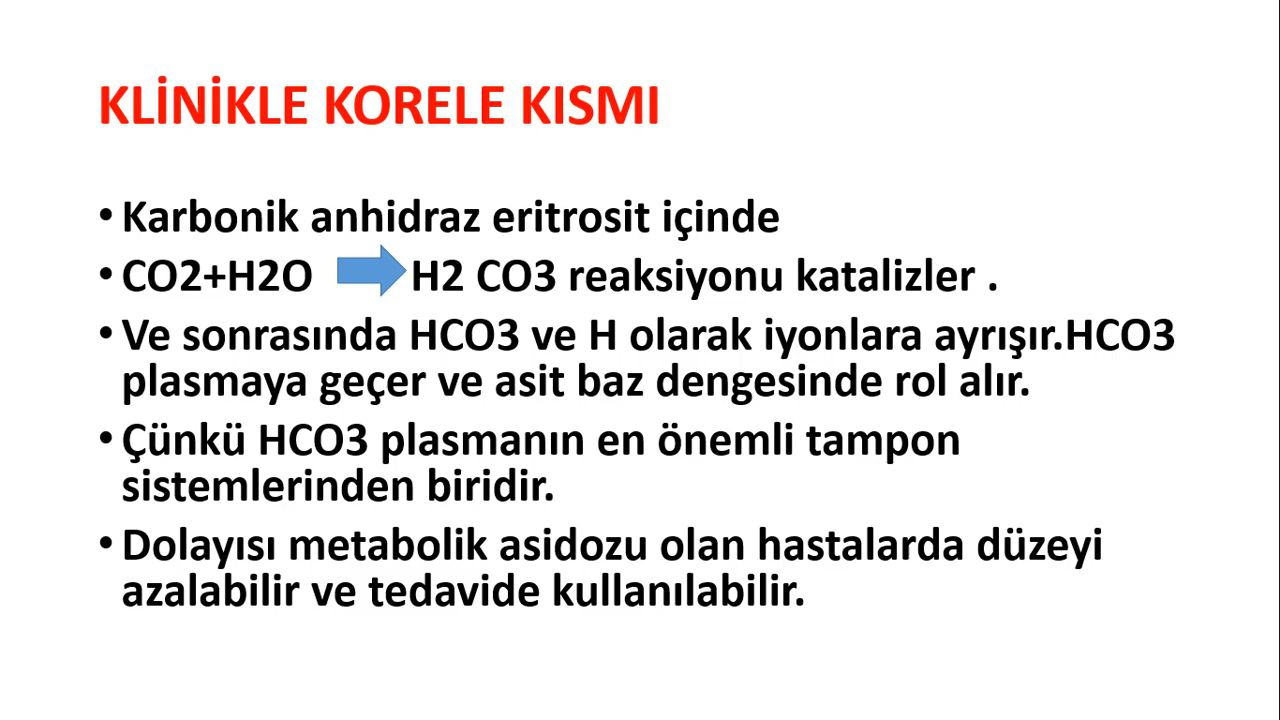 KLİNİKLE KORELE KISMI
• Karbonik anhidraz eritrosit içinde
• CO2+H2O H2 CO3 reaksiyonu katalizler .
• Ve sonrasında HCO3 ve H olarak iyonlara ayrışır.HCO3
plasmaya geçer ve asit baz dengesinde rol alır.
• Çünkü HCO3 plasmanın en önemli tampon
sistemlerinden biridir.
• Dolayısı metabolik asidozu olan hastalarda düzeyi
azalabilir ve tedavide kullanılabilir.